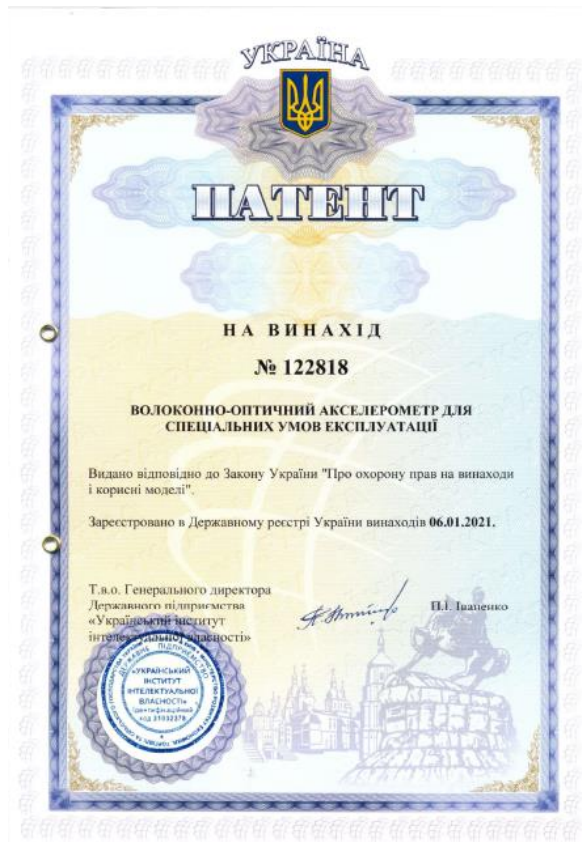 УКРАЇНА
ПАТЕНТ
НА ВИНАХІД
№ 122818
ВОЛОКОННО-ОПТИЧНИЙ АКСЕЛЕРОМЕТР ДЛЯ
СПЕЦІАЛЬНИХ УМОВ ЕКСПЛУАТАЦІЇ
Видано відповідно до Закону України "Про охорону прав на винаходи
і корисні моделі".
Зареєстровано в Державному реєстрі України винаходів 06.01.2021.
Т.в.о. Генерального директора
Державного підприємства
«Український інститут
інтелектуальної власності»
П.І. Іваненко
ДЕРЖАВНЕ ПІДПРИЄМСТВО
«УКРАЇНСЬКИЙ
ІНСТИТУТ
ІНТЕЛЕКТУАЛЬНОЇ
ВЛАСНОСТІ»